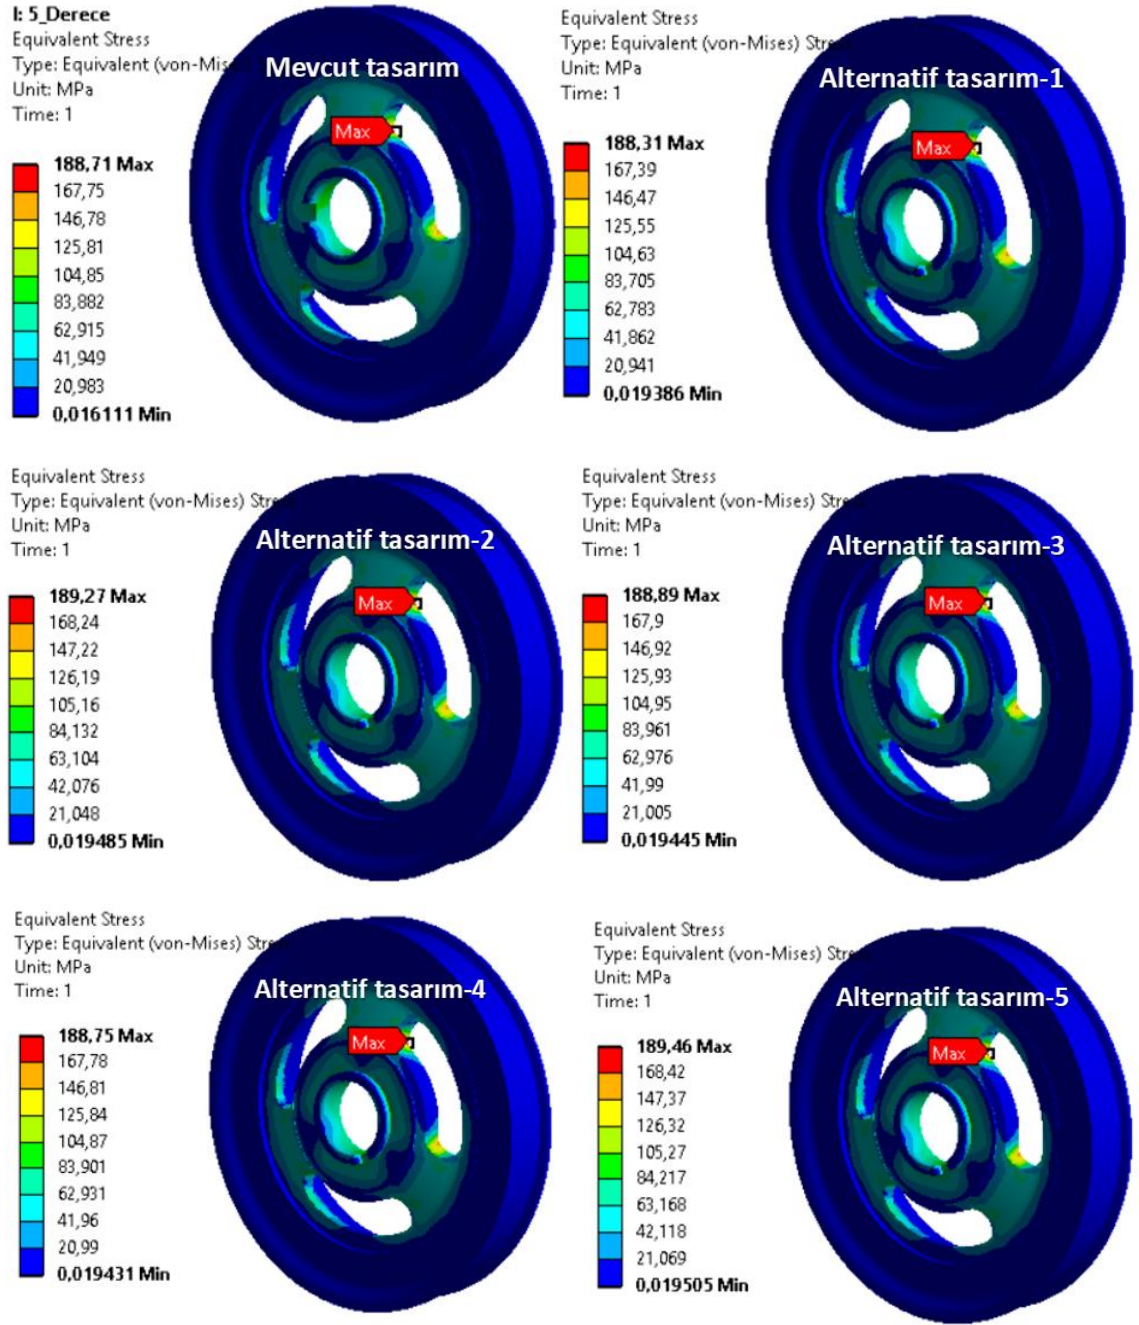 I: 5_Derece
Equivalent Stress
Type: Equivalent (von-Mis
Unit: MPa
Time: 1
Mevcut tasarım
Max
188,71 Max
167,75
146,78
125,81
104,85
83,882
62,915
41,949
20,983
0,016111 Min
Equivalent Stress
Type: Equivalent (von-Mises) Stre
Unit: MPa
Time: 1
Alternatif tasarım-1
Max
188,31 Max
167,39
146,47
125,55
104,63
83,705
62,783
41,862
20,941
0,019386 Min
Equivalent Stress
Type: Equivalent (von-Mises) Stre
Unit: MPa
Time: 1
Alternatif tasarım-2
Max
189,27 Max
168,24
147,22
126,19
105,16
84,132
63,104
42,076
21,048
0,019485 Min
Equivalent Stress
Type: Equivalent (von-Mises) Stre
Unit: MPa
Time: 1
Alternatif tasarım-3
Max
188,89 Max
167,9
146,92
125,93
104,95
83,961
62,976
41,99
21,005
0,019445 Min
Equivalent Stress
Type: Equivalent (von-Mises) Stre
Unit: MPa
Time: 1
Alternatif tasarım-4
Max
188,75 Max
167,78
146,81
125,84
104,87
83,901
62,931
41,96
20,99
0,019431 Min
Equivalent Stress
Type: Equivalent (von-Mises) Stre
Unit: MPa
Time: 1
Alternatif tasarım-5
Max
189,46 Max
168,42
147,37
126,32
105,27
84,217
63,168
42,118
21,069
0,019505 Min